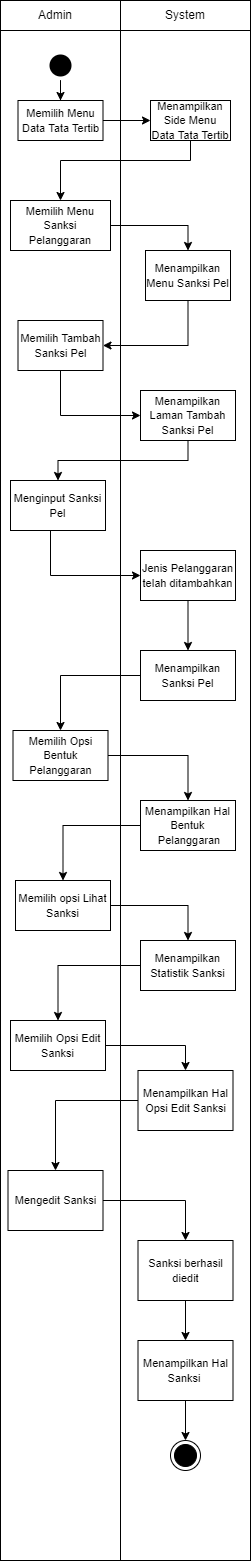 Admin
System
Memilih Menu
Data Tata Tertib
Menampilkan
Side Menu
Data Tata Tertib
Memilih Menu
Sanksi
Pelanggaran
Menampilkan
Menu Sanksi Pel
Memilih Tambah
Sanksi Pel
Menampilkan
Laman Tambah
Sanksi Pel
Menginput Sanksi
Pel
Jenis Pelanggaran
telah ditambahkan
Menampilkan
Sanksi Pel
Memilih Opsi
Bentuk
Pelanggaran
Menampilkan Hal
Bentuk
Pelanggaran
Memilih opsi Lihat
Sanksi
Menampilkan
Statistik Sanksi
Memilih Opsi Edit
Sanksi
Menampilkan Hal
Opsi Edit Sanksi
Mengedit Sanksi
Sanksi berhasil
diedit
Menampilkan Hal
Sanksi